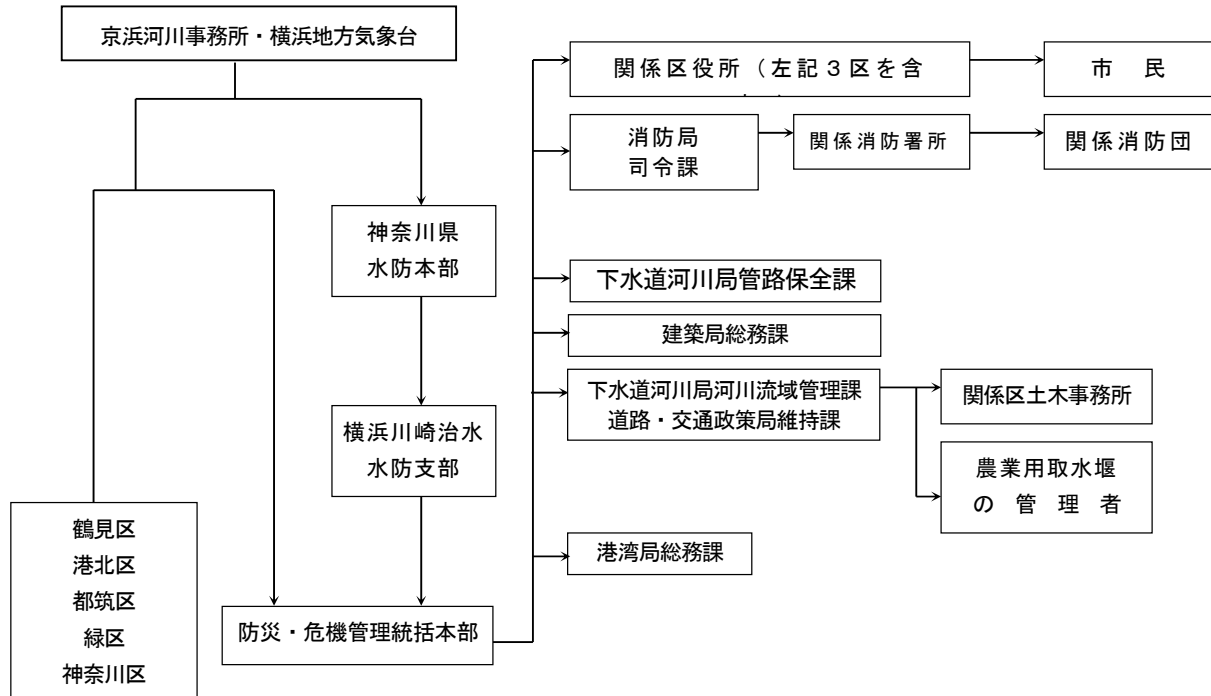 京浜河川事務所・横浜地方気象台
関係区役所（左記３区を含
市　民
消防局
司令課
関係消防署所
関係消防団
神奈川県
水防本部
下水道河川局管路保全課
建築局総務課
下水道河川局河川流域管理課
道路・交通政策局維持課
関係区土木事務所
横浜川崎治水
水防支部
農業用取水堰
の　管　理　者
鶴見区
港北区
都筑区
緑区
神奈川区
港湾局総務課
防災・危機管理統括本部